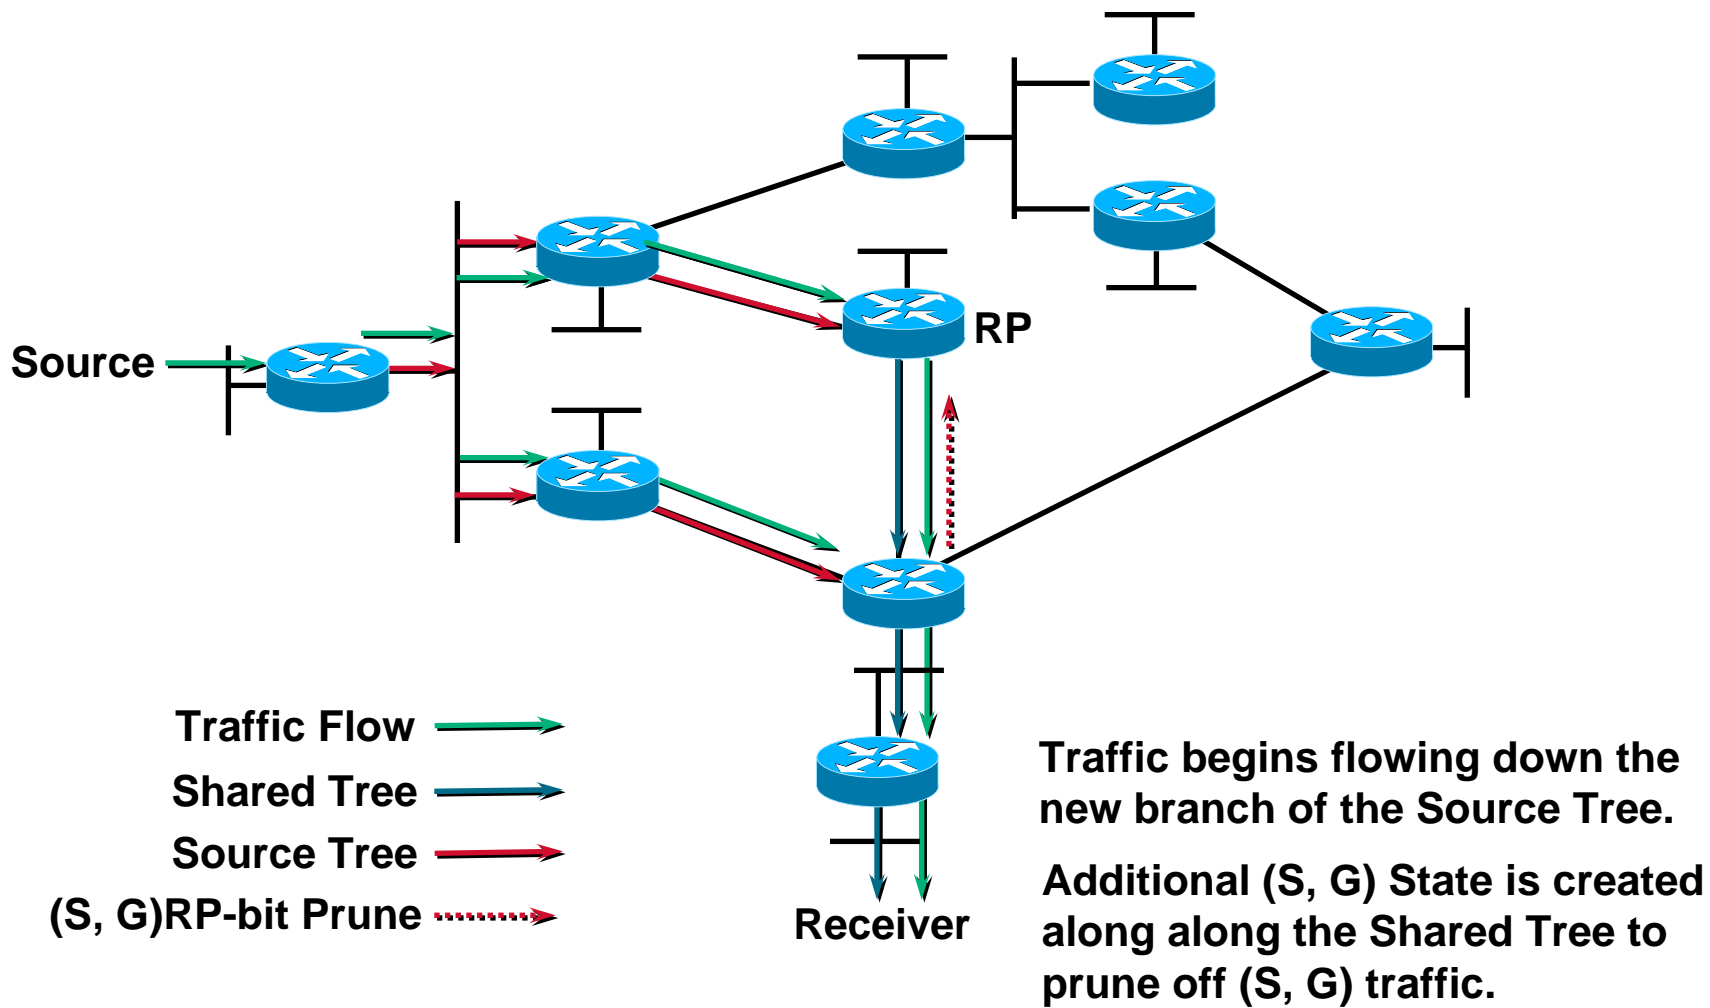 RP
Source
Traffic Flow
Shared Tree
Source Tree
(S, G)RP-bit Prune
Receiver
Traffic begins flowing down the
new branch of the Source Tree.
Additional (S, G) State is created
along along the Shared Tree to
prune off (S, G) traffic.